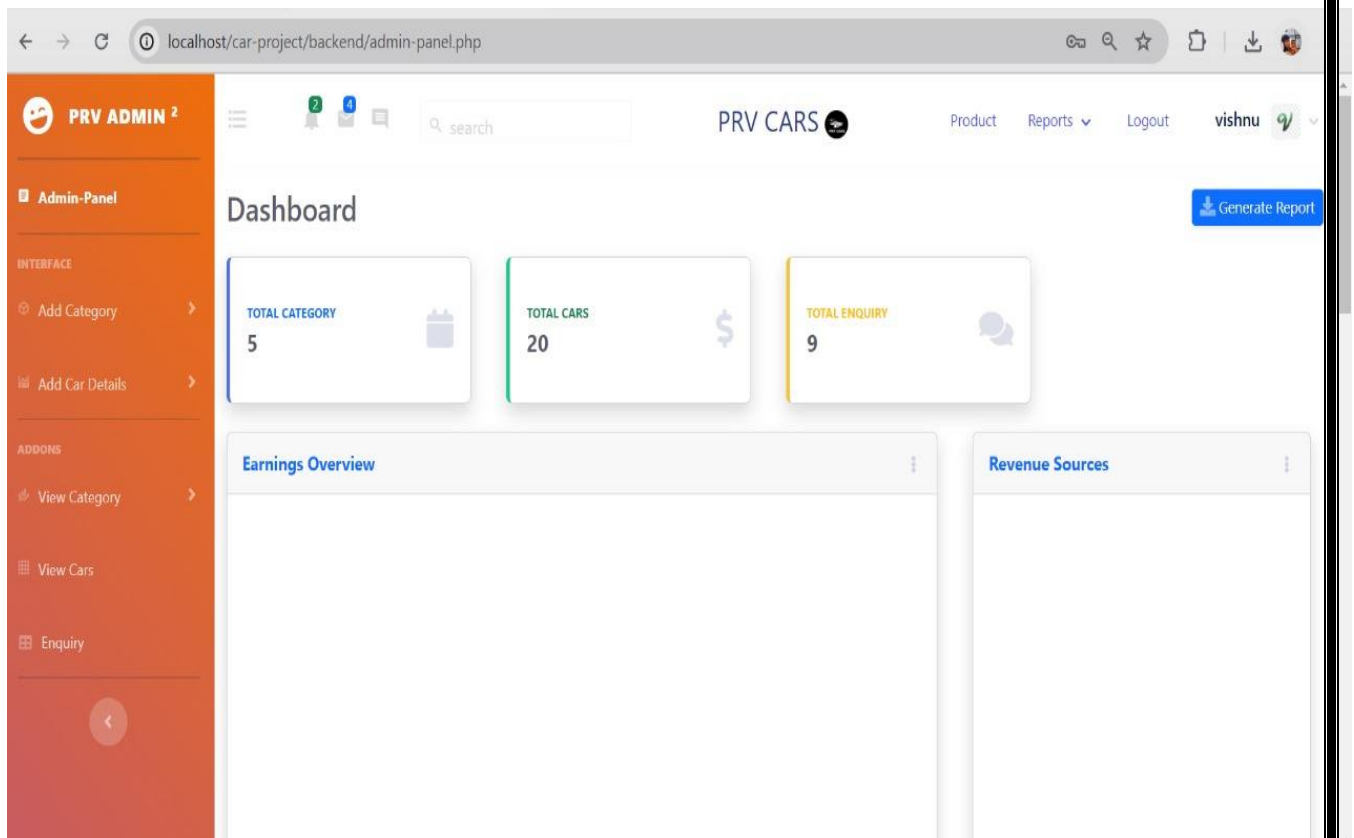 localhost/car-project/backend/admin-panel.php
PRV ADMIN 2
2
4
search
PRV CARS
Product
Reports
Logout
vishnu
Admin-Panel
Dashboard
Generate Report
INTERFACE
Add Category
Add Car Details
TOTAL CATEGORY
5
TOTAL CARS
20
TOTAL ENQUIRY
9
ADDONS
View Category
View Cars
Enquiry
Earnings Overview
Revenue Sources